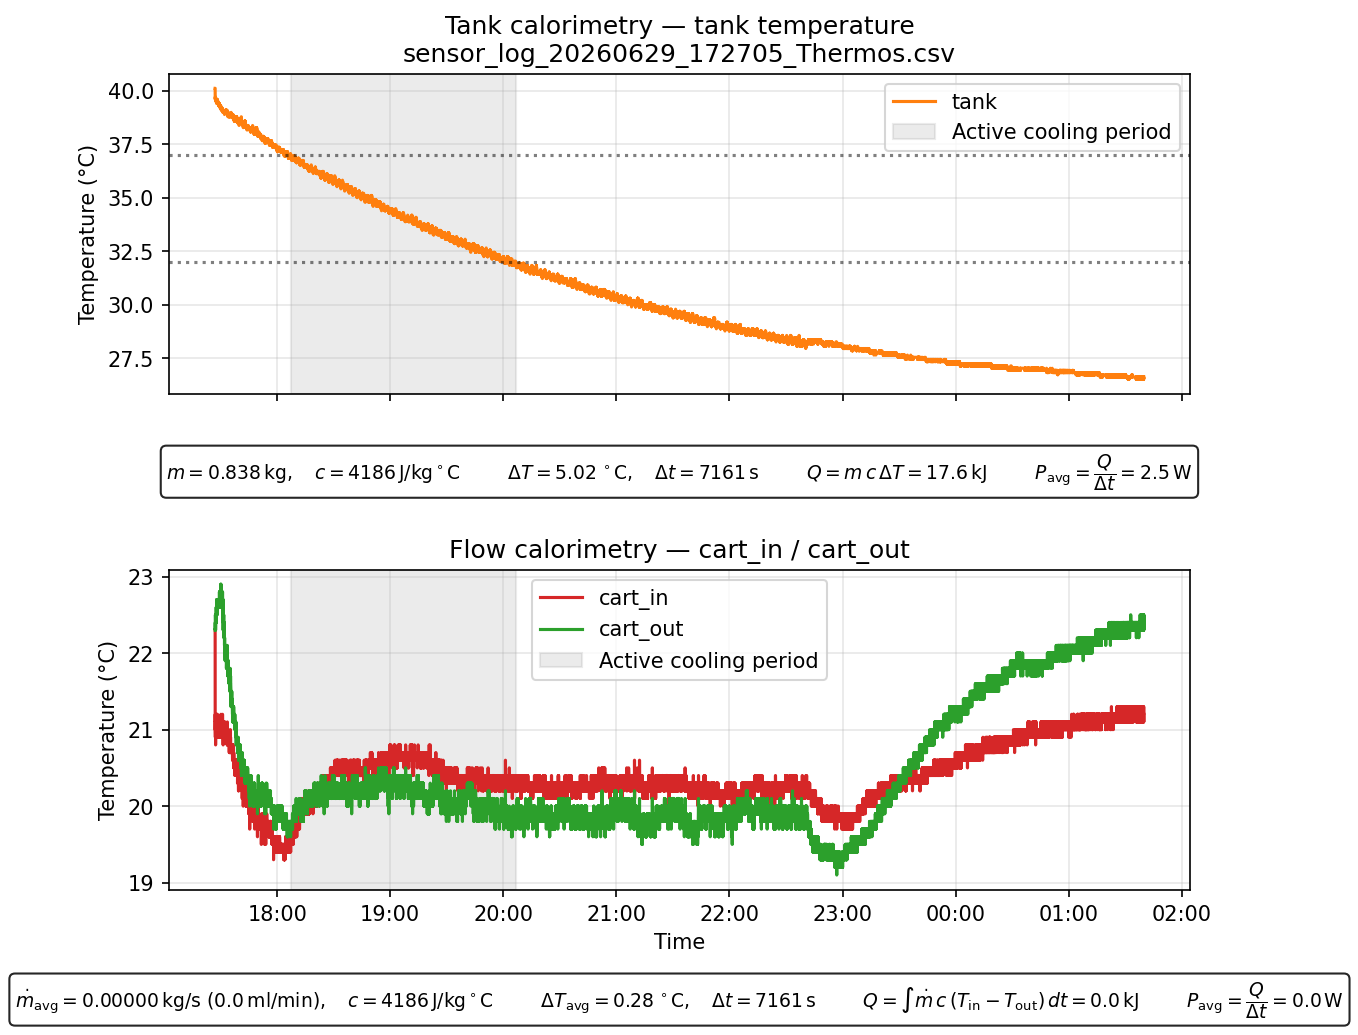 Tank calorimetry — tank temperature
sensor_log_20260629_172705_Thermos.csv
Temperature (°C)
40.0
37.5
35.0
32.5
30.0
27.5
tank
Active cooling period
m = 0.838 kg, c = 4186 J/kg°C ΔT = 5.02 °C, Δt = 7161 s Q = m c ΔT = 17.6 kJ P_avg = Q/Δt = 2.5 W
Flow calorimetry — cart_in / cart_out
Temperature (°C)
23
22
21
20
19
cart_in
cart_out
Active cooling period
18:00 19:00 20:00 21:00 22:00 23:00 00:00 01:00 02:00
Time
ṁ_avg = 0.00000 kg/s (0.0 ml/min), c = 4186 J/kg°C ΔT_avg = 0.28 °C, Δt = 7161 s Q = ∫ṁ c (T_in − T_out) dt = 0.0 kJ P_avg = Q/Δt = 0.0 W